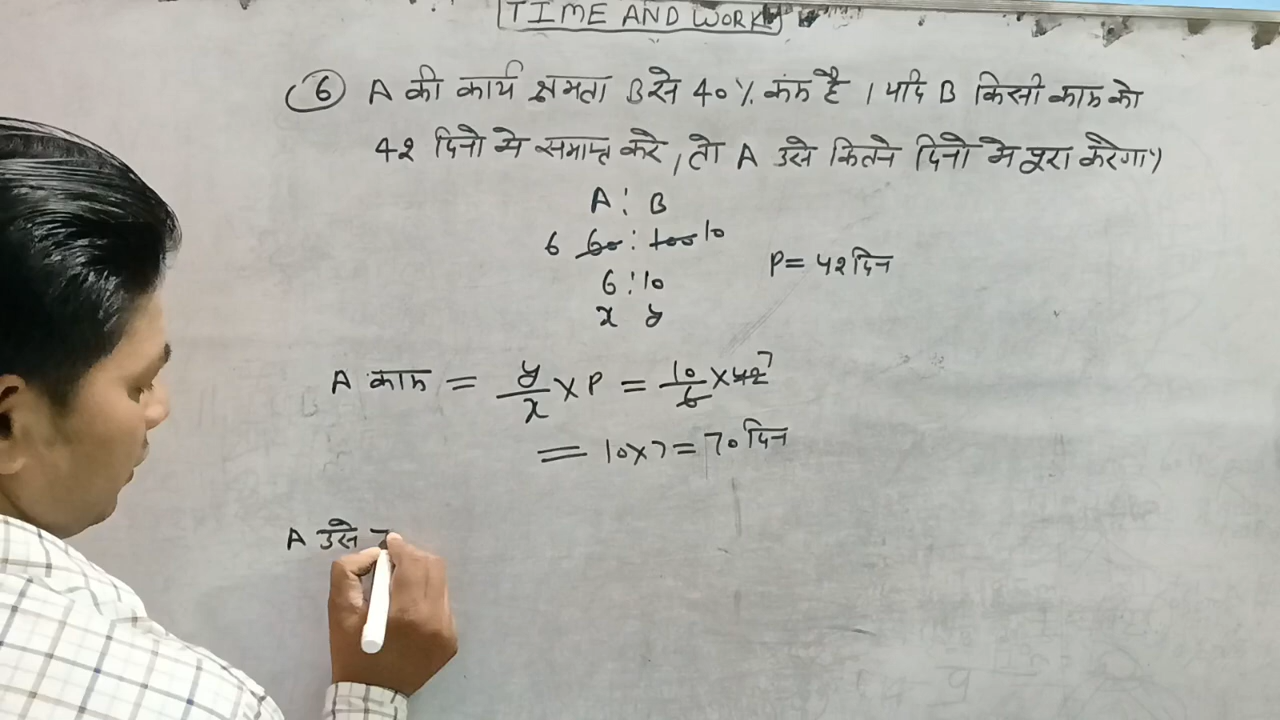 TIME AND WORK
6 A की कार्य क्षमता B से 40% कम है । यदि B किसी काम को
42 दिनो मे समाप्त करे, तो A उसे कितने दिनो मे पूरा करेगा?
A : B
6 60 : 100 10
6 : 10
x y
P = 42 दिन
A काम = y/x × P = 10/6 × 42 7
= 10×7 = 70 दिन
A उसे